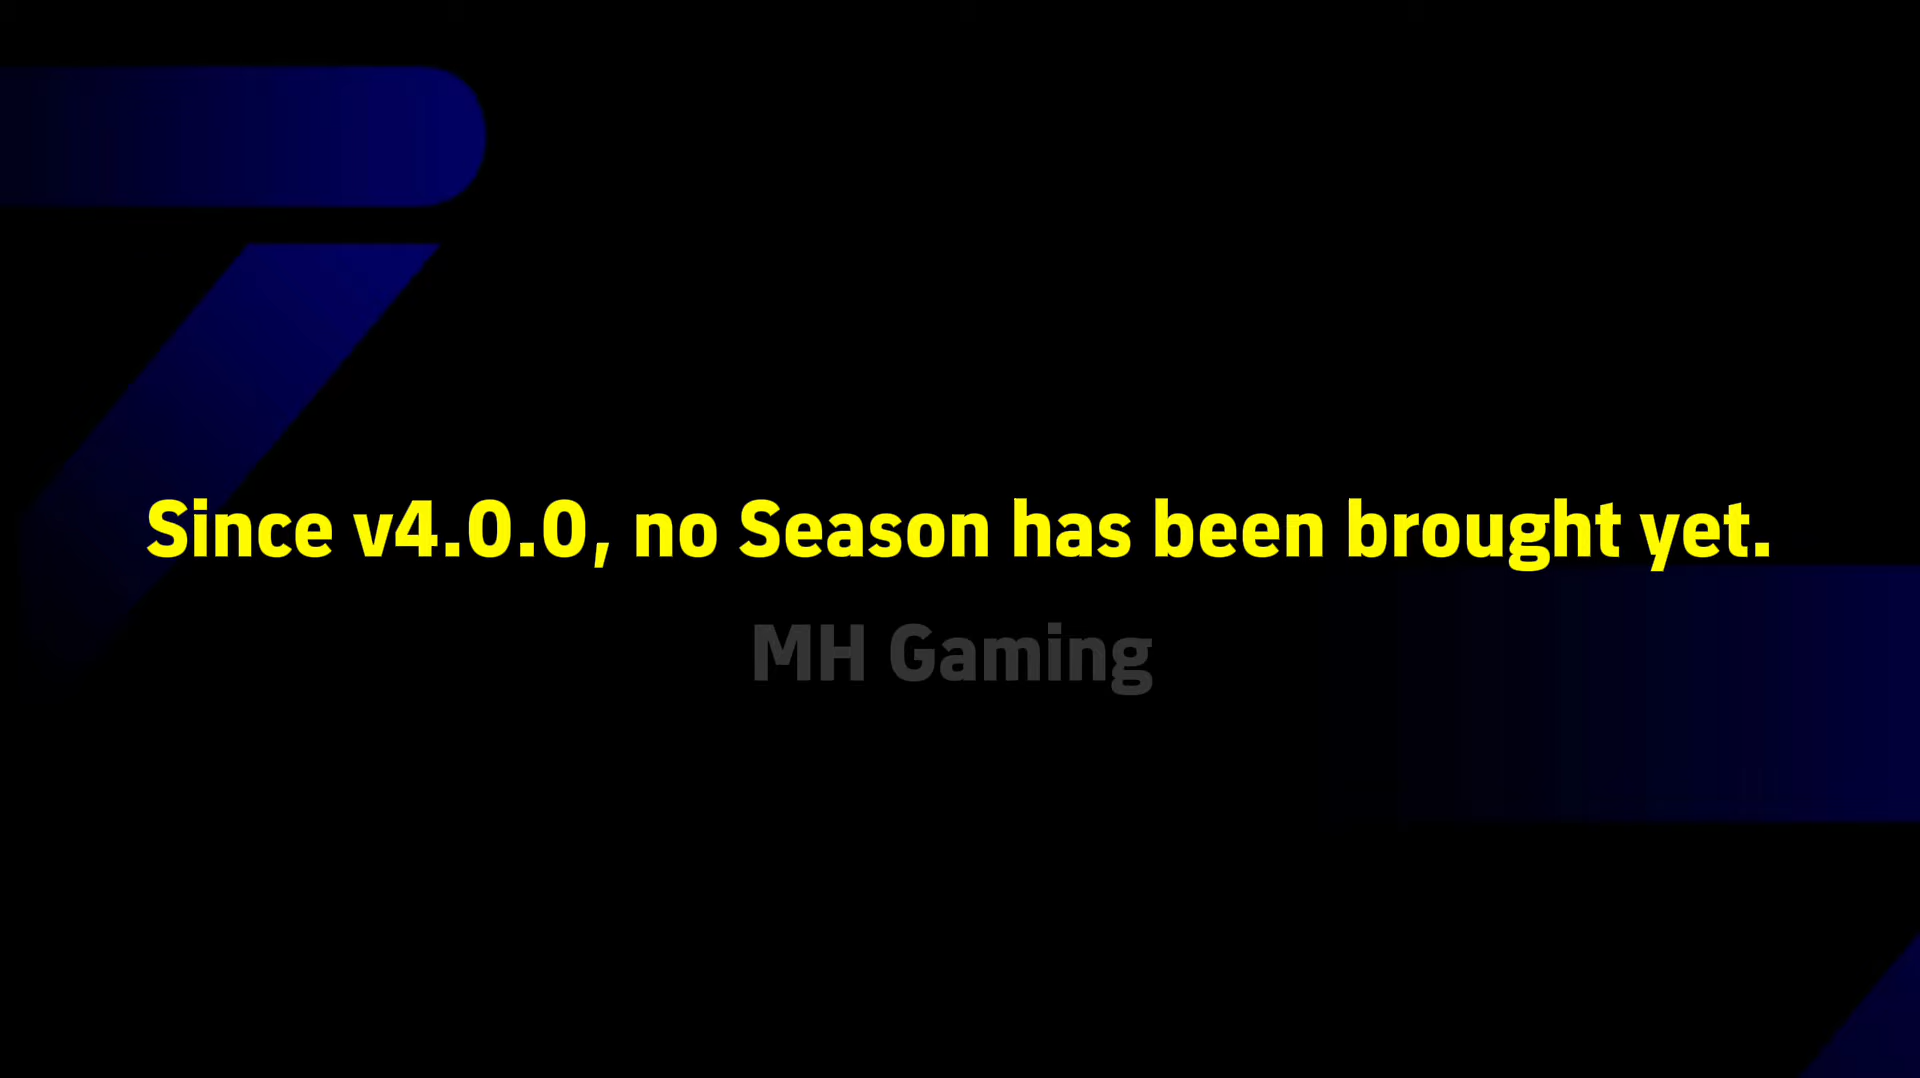 Since v4.0.0, no Season has been brought yet.
MH Gaming